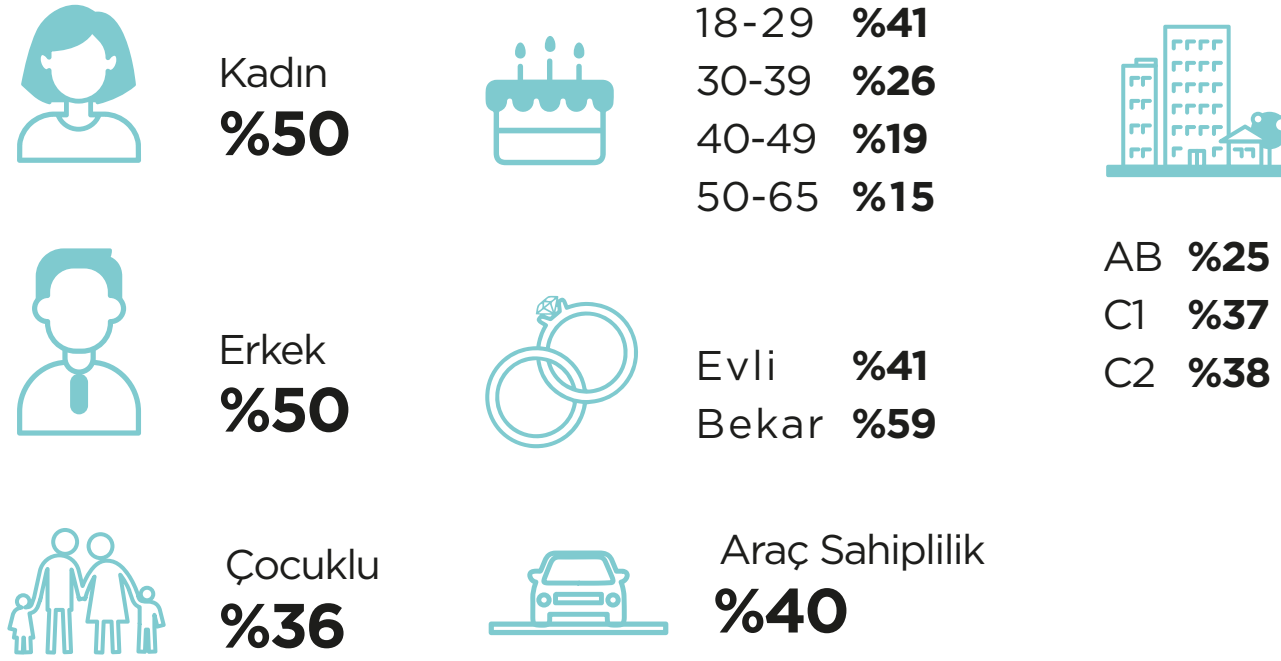 Kadın
%50
18-29 %41
30-39 %26
40-49 %19
50-65 %15
AB %25
C1 %37
C2 %38
Erkek
%50
Evli %41
Bekar %59
Çocuklu
%36
Araç Sahiplilik
%40